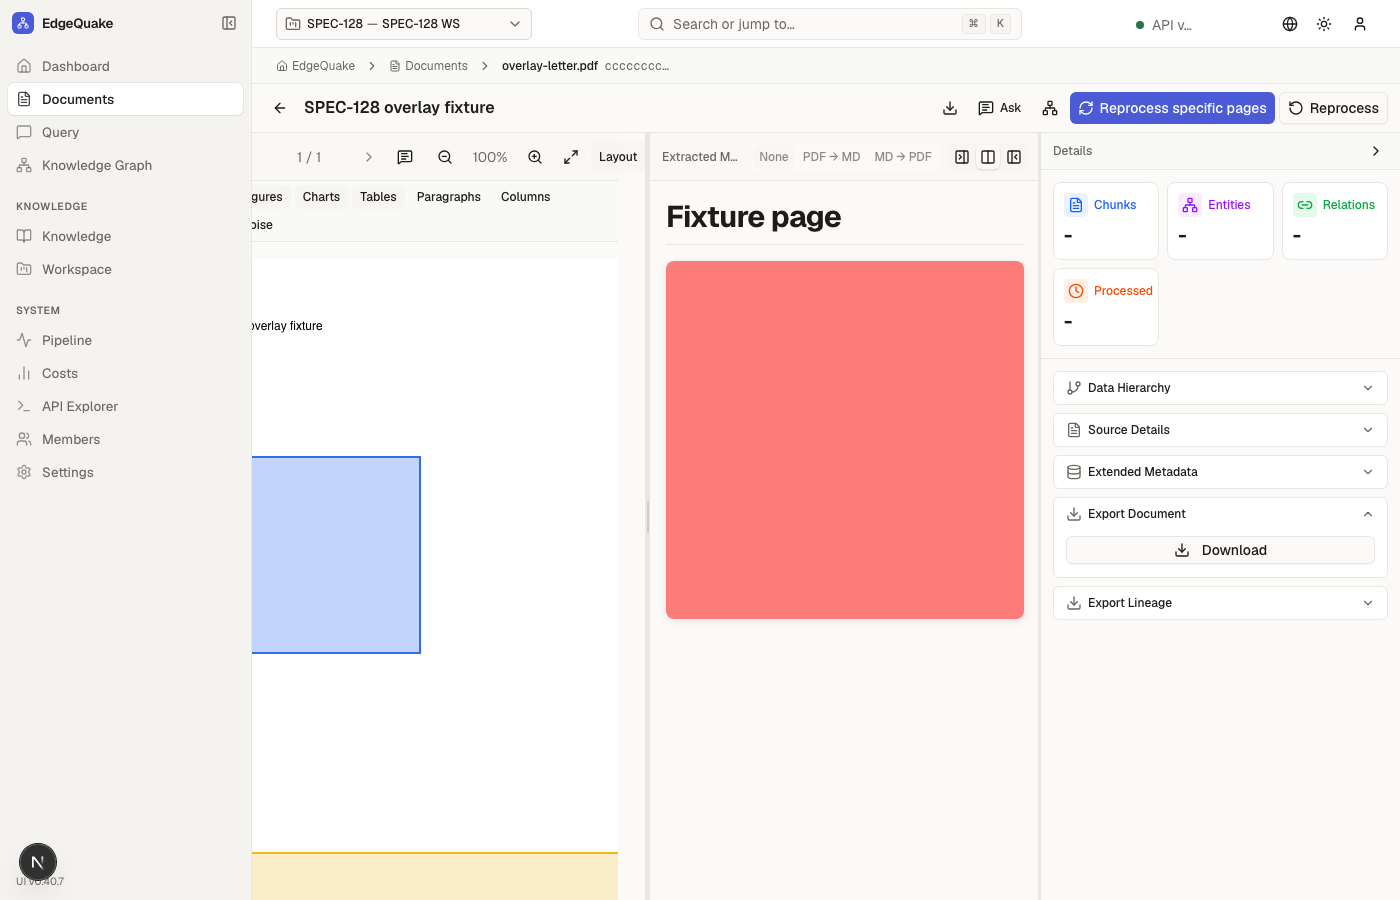 EdgeQuake
Dashboard
Documents
Query
Knowledge Graph
KNOWLEDGE
Knowledge
Workspace
SYSTEM
Pipeline
Costs
API Explorer
Members
Settings
N
UI v0.40.7
SPEC-128 — SPEC-128 WS
Search or jump to...
⌘ K
API v...
EdgeQuake
Documents
overlay-letter.pdf cccccccc...
SPEC-128 overlay fixture
Ask
Reprocess specific pages
Reprocess
1 / 1
100%
Layout
gures Charts Tables Paragraphs Columns
oise
overlay fixture
Extracted M...
None PDF → MD MD → PDF
Fixture page
Details
Chunks
-
Entities
-
Relations
-
Processed
-
Data Hierarchy
Source Details
Extended Metadata
Export Document
Download
Export Lineage